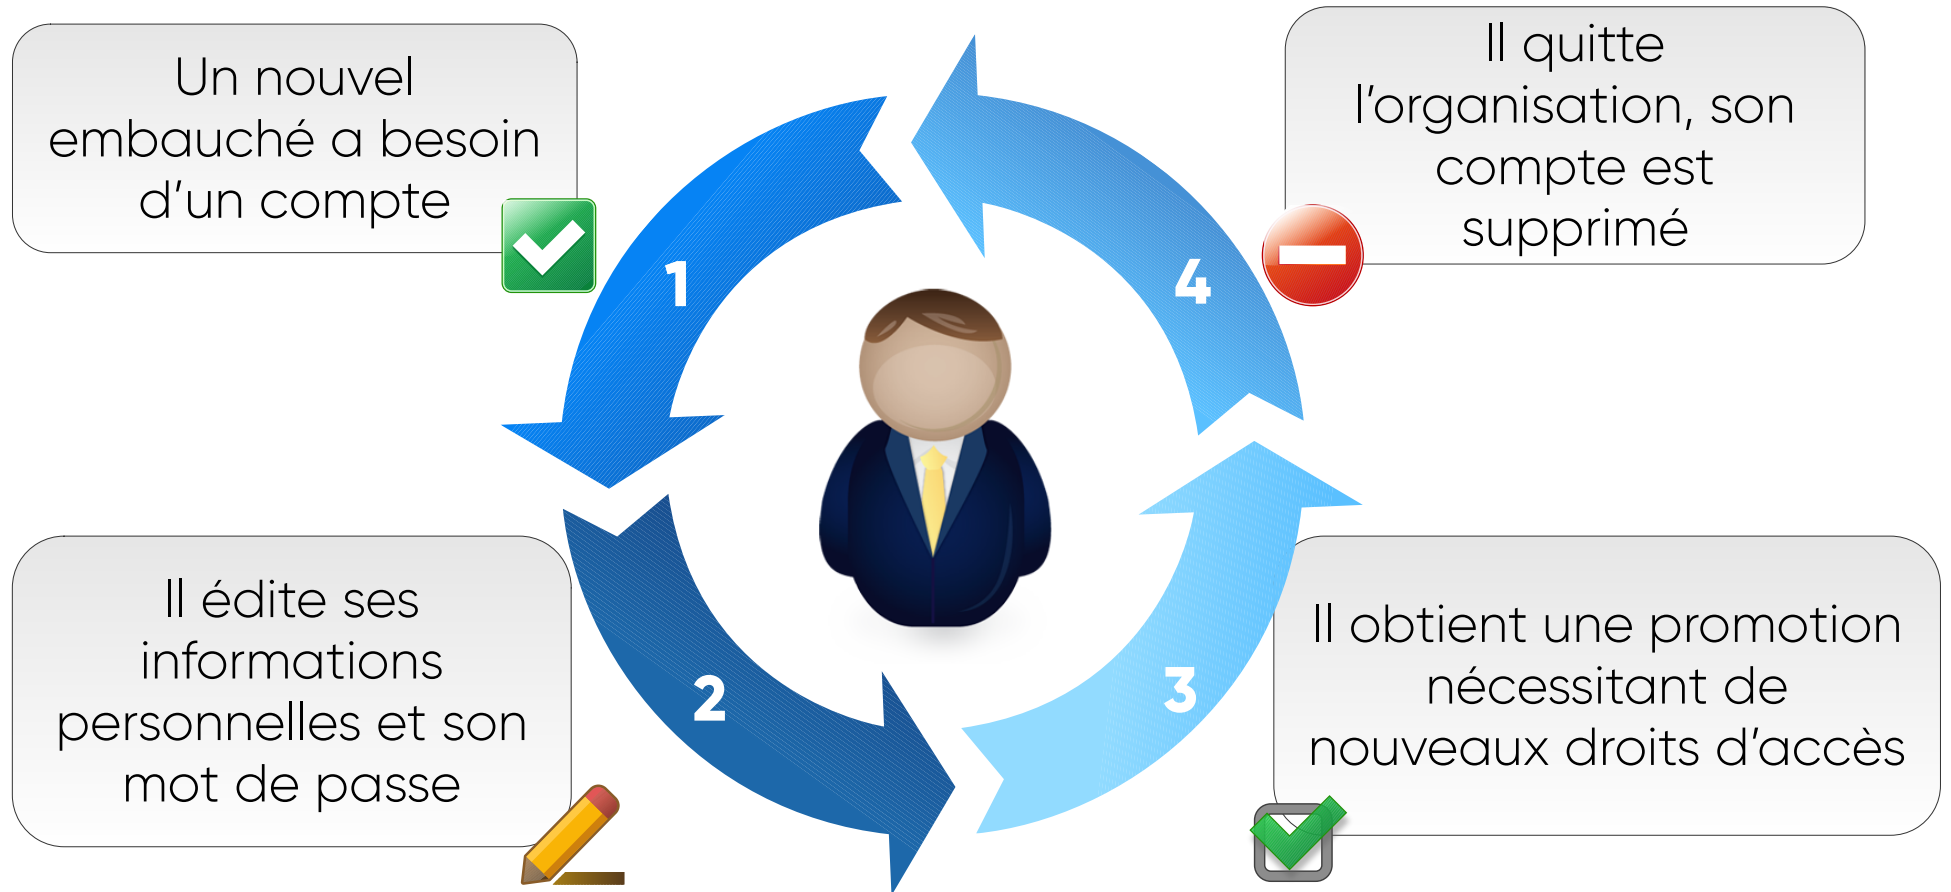 Un nouvel
embauché a besoin
d'un compte
1
Il édite ses
informations
personnelles et son
mot de passe
2
Il obtient une promotion
nécessitant de
nouveaux droits d'accès
3
Il quitte
l'organisation, son
compte est
supprimé
4